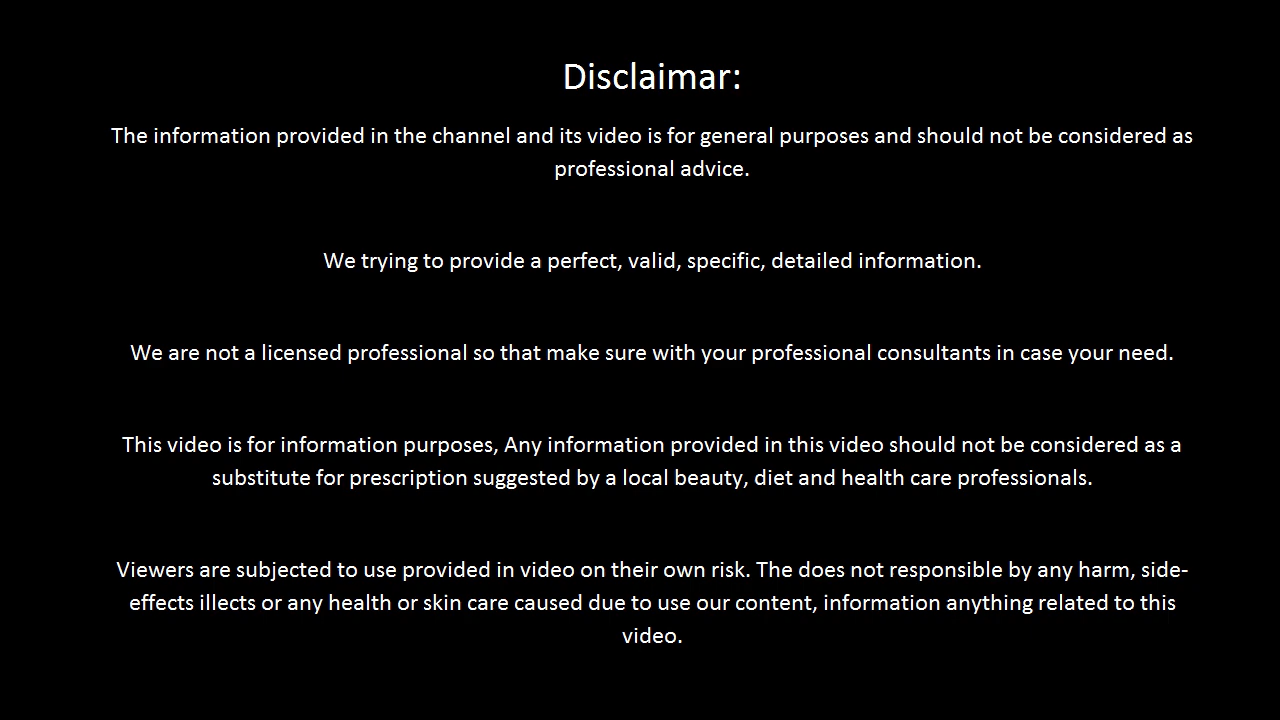 Disclaimar:
The information provided in the channel and its video is for general purposes and should not be considered as
professional advice.
We trying to provide a perfect, valid, specific, detailed information.
We are not a licensed professional so that make sure with your professional consultants in case your need.
This video is for information purposes, Any information provided in this video should not be considered as a
substitute for prescription suggested by a local beauty, diet and health care professionals.
Viewers are subjected to use provided in video on their own risk. The does not responsible by any harm, side-
effects illects or any health or skin care caused due to use our content, information anything related to this
video.